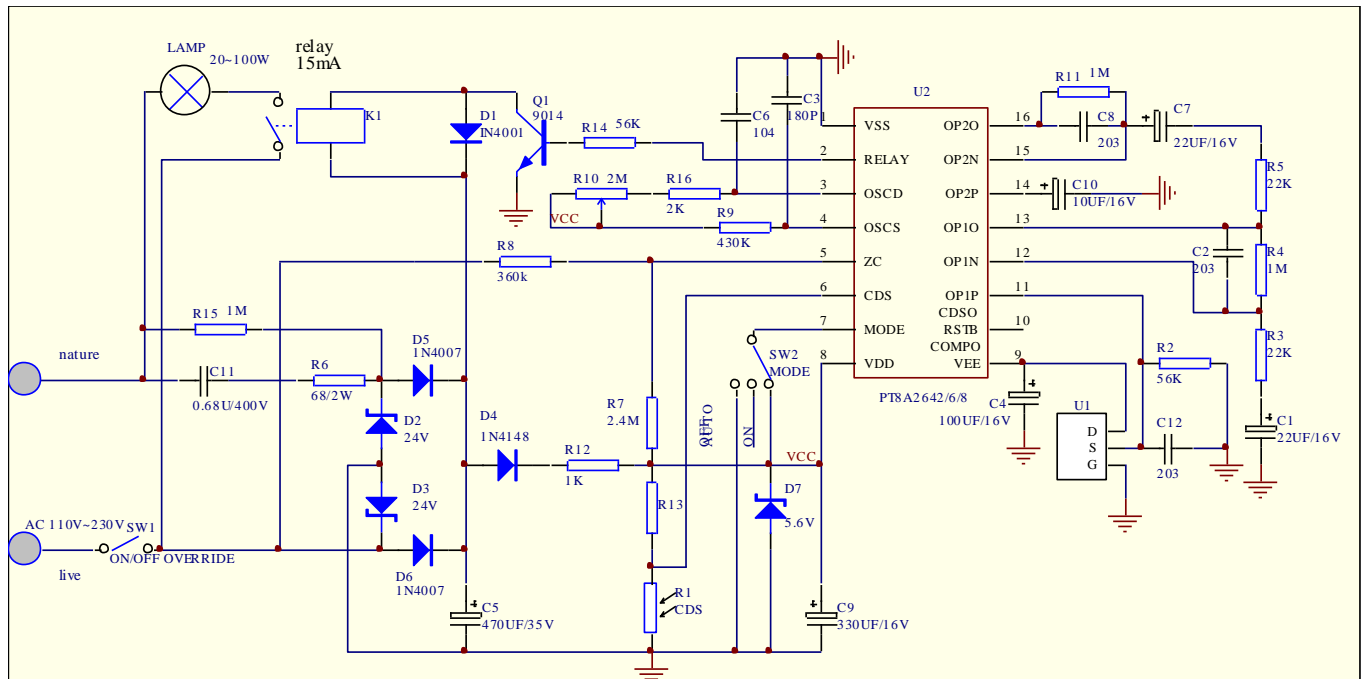 LAMP
20~100W
relay
15mA
K1
D1
IN4001
Q1
9014
R14 56K
C6
104
C3
180P
U2
1 VSS
2 RELAY
3 OSCD
4 OSCS
5 ZC
6 CDS
7 MODE
8 VDD
16 OP2O
15 OP2N
14 OP2P
13 OP1O
12 OP1N
11 OP1P
CDSO
10 RSTB
COMPO
9 VEE
PT8A2642/6/8
R11 1M
C8
203
C7
22UF/16V
C10
10UF/16V
R5
22K
C2
203
R4
1M
R3
22K
R2
56K
C1
22UF/16V
C12
203
U1
D
S
G
C4
100UF/16V
R10 2M
R16
2K
VCC
R9
430K
R8
360k
R15 1M
nature
C11
0.68U/400V
R6
68/2W
D5
1N4007
D2
24V
D3
24V
D4
1N4148
R12
1K
R7
2.4M
R13
VCC
SW2
MODE
OFF
AUTO
ON
D7
5.6V
AC 110V~230V
SW1
ON/OFF OVERRIDE
live
D6
1N4007
C5
470UF/35V
R1
CDS
C9
330UF/16V